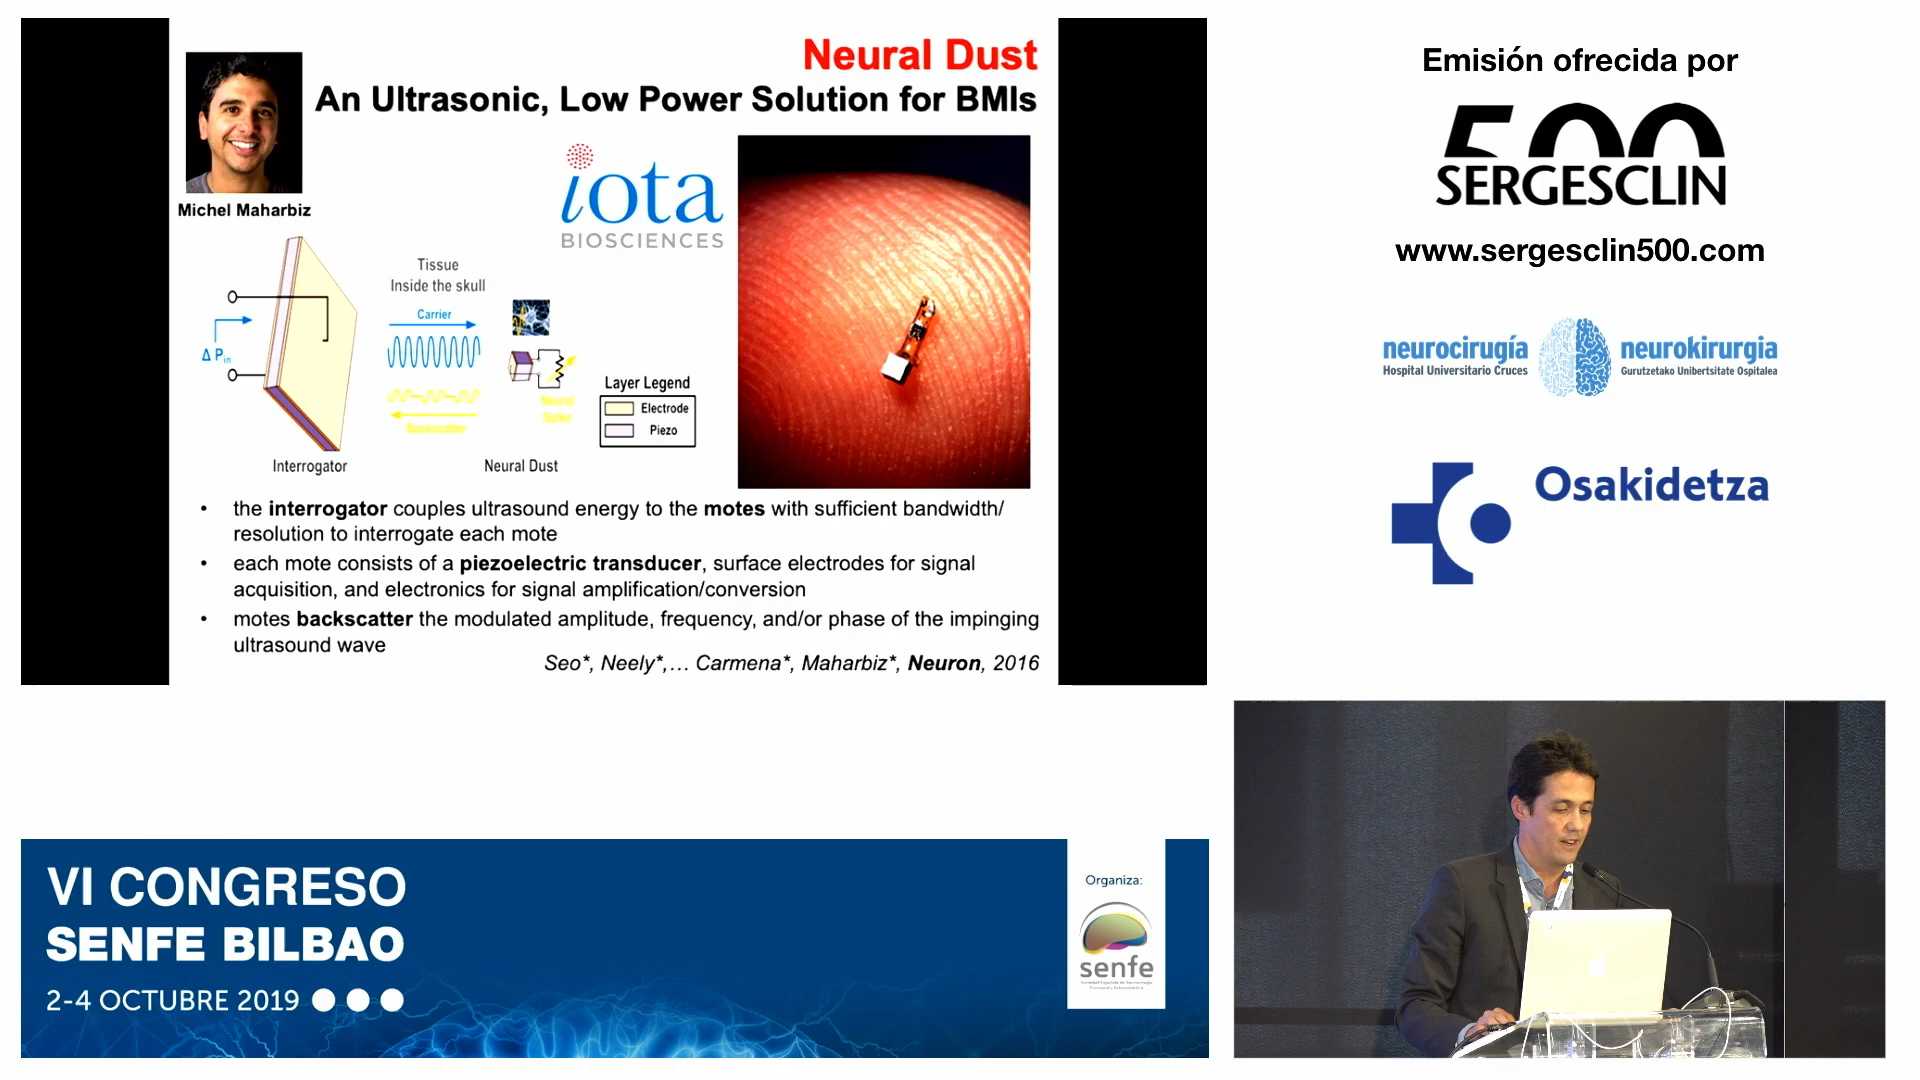 Neural Dust
An Ultrasonic, Low Power Solution for BMIs
Michel Maharbiz
iota
BIOSCIENCES
Tissue
Inside the skull
Carrier
Δ Pin
Neural
Spike
Backscatter
Layer Legend
Electrode
Piezo
Interrogator
Neural Dust
• the interrogator couples ultrasound energy to the motes with sufficient bandwidth/
resolution to interrogate each mote
• each mote consists of a piezoelectric transducer, surface electrodes for signal
acquisition, and electronics for signal amplification/conversion
• motes backscatter the modulated amplitude, frequency, and/or phase of the impinging
ultrasound wave
Seo*, Neely*,… Carmena*, Maharbiz*, Neuron, 2016
Emisión ofrecida por
500
SERGESCLIN
www.sergesclin500.com
neurocirugía
Hospital Universitario Cruces
neurokirurgia
Gurutzetako Unibertsitate Ospitalea
Osakidetza
VI CONGRESO
SENFE BILBAO
2-4 OCTUBRE 2019
Organiza:
senfe